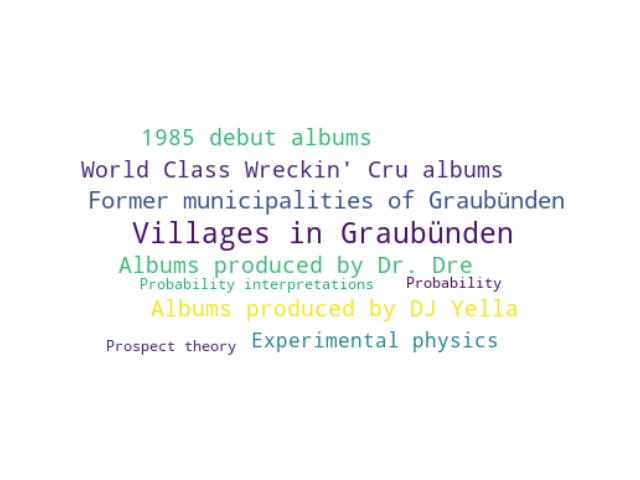 1985 debut albums
World Class Wreckin' Cru albums
Former municipalities of Graubünden
Villages in Graubünden
Albums produced by Dr. Dre
Probability interpretations Probability
Albums produced by DJ Yella
Prospect theory Experimental physics